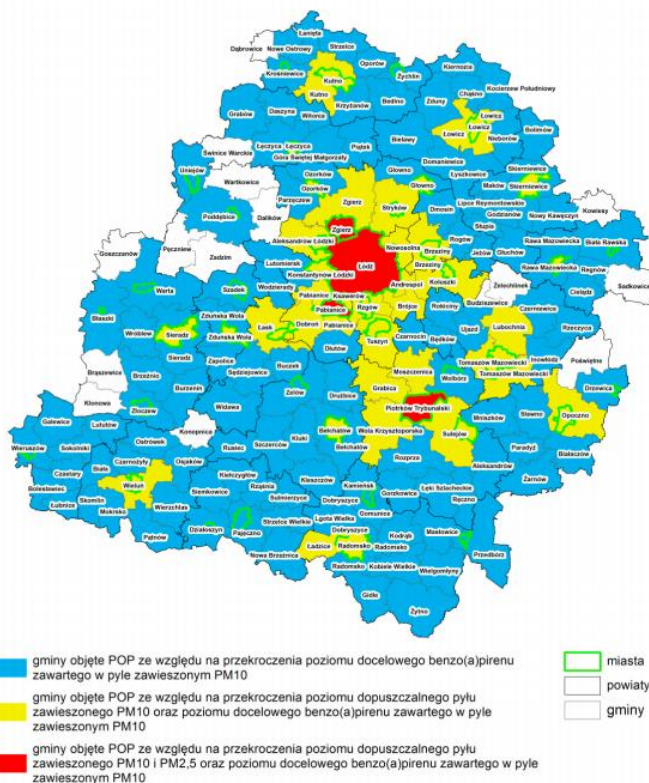 Łanięta
Dąbrowice Nowe Ostrowy Strzelce
Oporów
Krośniewice Żychlin Kiernozia
Kutno
Kutno Chąśno Kocierzew Południowy
Grabów Daszyna Krzyżanów Bedlno Zduny
Witonia Łowicz
Łowicz Łowicz
Nieborów Bolimów
Świnice Warckie Łęczyca Łęczyca Piątek Bielawy
Góra Świętej Małgorzaty Domaniewice
Uniejów Wartkowice Ozorków Głowno Łyszkowice Skierniewice
Ozorków Głowno Maków Skierniewice
Parzęczew Zgierz Stryków Dmosin Lipce Reymontowskie
Poddębice Dalików Godzianów Nowy Kawęczyn Kowiesy
Zgierz Słupia
Goszczanów Pęczniew Zadzim Aleksandrów Łódzki Nowosolna Rogów
Brzeziny Jeżów Głuchów Rawa Mazowiecka Biała Rawska
Lutomiersk Łódź Brzeziny Rawa Mazowiecka Regnów
Konstantynów Łódzki Koluszki
Warta Szadek Wodzierady Andrespol Żelechlinek Sadkowice
Pabianice Ksawerów Cielądz
Błaszki Pabianice Rzgów Brójce Rokiciny Budziszewice
Zduńska Wola Łask Dobroń Pabianice Czerniewice
Wróblew Sieradz Zduńska Wola Tuszyn Czarnocin Ujazd Lubochnia
Będków Rzeczyca
Sieradz Zapolice Dłutów Tomaszów Mazowiecki Inowłódz
Brąszewice Brzeźnio Sędziejowice Buczek Moszczenica Wolbórz Tomaszów Mazowiecki Poświętne
Klonowa Burzenin Zelów Drużbice Grabica Drzewica
Złoczew Widawa Piotrków Trybunalski
Galewice Lututów Konopnica Bełchatów Wola Krzysztoporska Sulejów Mniszków Sławno Opoczno
Ostrówek Kluki Bełchatów
Wieruszów Sokolniki Rusiec Szczerców Rozprza Paradyż Białaczów
Czarnożyły Osjaków Aleksandrów
Biała Kiełczygłów
Czastary Wieluń Kleszczów Kamieńsk Łęki Szlacheckie Żarnów
Bolesławiec Rząśnia Gorzkowice
Skomlin Siemkowice Sulmierzyce Dobryszyce Ręczno
Łubnice Mokrsko Wierzchlas Gomunice
Działoszyn Strzelce Wielkie Lgota Wielka Kodrąb Masłowice
Pątnów Pajęczno Dobryszyce
Ładzice Radomsko Radomsko Przedbórz
Nowa Brzeźnica Radomsko Kobiele Wielkie Wielgomłyny
Gidle
Żytno
gminy objęte POP ze względu na przekroczenia poziomu docelowego benzo(a)pirenu
zawartego w pyle zawieszonym PM10
gminy objęte POP ze względu na przekroczenia poziomu dopuszczalnego pyłu
zawieszonego PM10 oraz poziomu docelowego benzo(a)pirenu zawartego w pyle
zawieszonym PM10
gminy objęte POP ze względu na przekroczenia poziomu dopuszczalnego pyłu
zawieszonego PM10 i PM2,5 oraz poziomu docelowego benzo(a)pirenu zawartego w pyle
zawieszonym PM10
miasta
powiaty
gminy